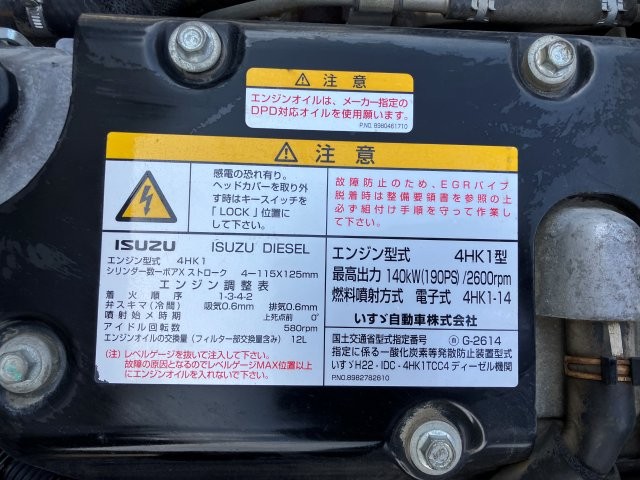 注意
エンジンオイルは、メーカー指定の
DPD対応オイルを使用願います。
P.NO. 8980461710
注意
感電の恐れ有り。
ヘッドカバーを取り外
す時はキースイッチを
「LOCK」位置に
して下さい。
故障防止のため、EGRパイプ
脱着時は整備要領書を参照の上
必ず組付け手順を守って作業し
て下さい。
ISUZU ISUZU DIESEL
エンジン型式 4HK1
シリンダ数ーボアXストローク 4-115X125mm
エンジン調整表
着火順序 1-3-4-2
弁スキマ(冷間) 吸気0.6mm 排気0.6mm
噴射始メ時期 上死点前 0°
アイドル回転数 580rpm
エンジンオイルの交換量(フィルター部交換量含み) 12L
(注)レベルゲージを抜いて注入して下さい。
故障の原因となるのでレベルゲージMAX位置以上
にエンジンオイルを入れないで下さい。
エンジン型式 4HK1型
最高出力 140kW(190PS)/2600rpm
燃料噴射方式 電子式 4HK1-14
いすゞ自動車株式会社
国土交通省型式指定番号 G-2614
指定に係る一酸化炭素等発散防止装置型式
いすゞH22・IDC・4HK1TCC4ディーゼル機関
P.NO.8982782610